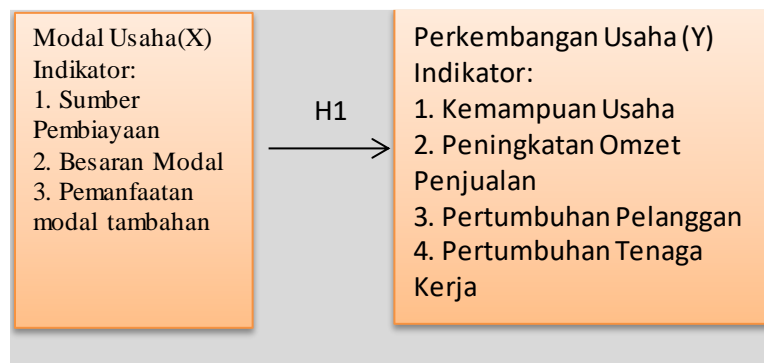 Modal Usaha(X)
Indikator:
1. Sumber
Pembiayaan
2. Besaran Modal
3. Pemanfaatan
modal tambahan
H1
Perkembangan Usaha (Y)
Indikator:
1. Kemampuan Usaha
2. Peningkatan Omzet
Penjualan
3. Pertumbuhan Pelanggan
4. Pertumbuhan Tenaga
Kerja